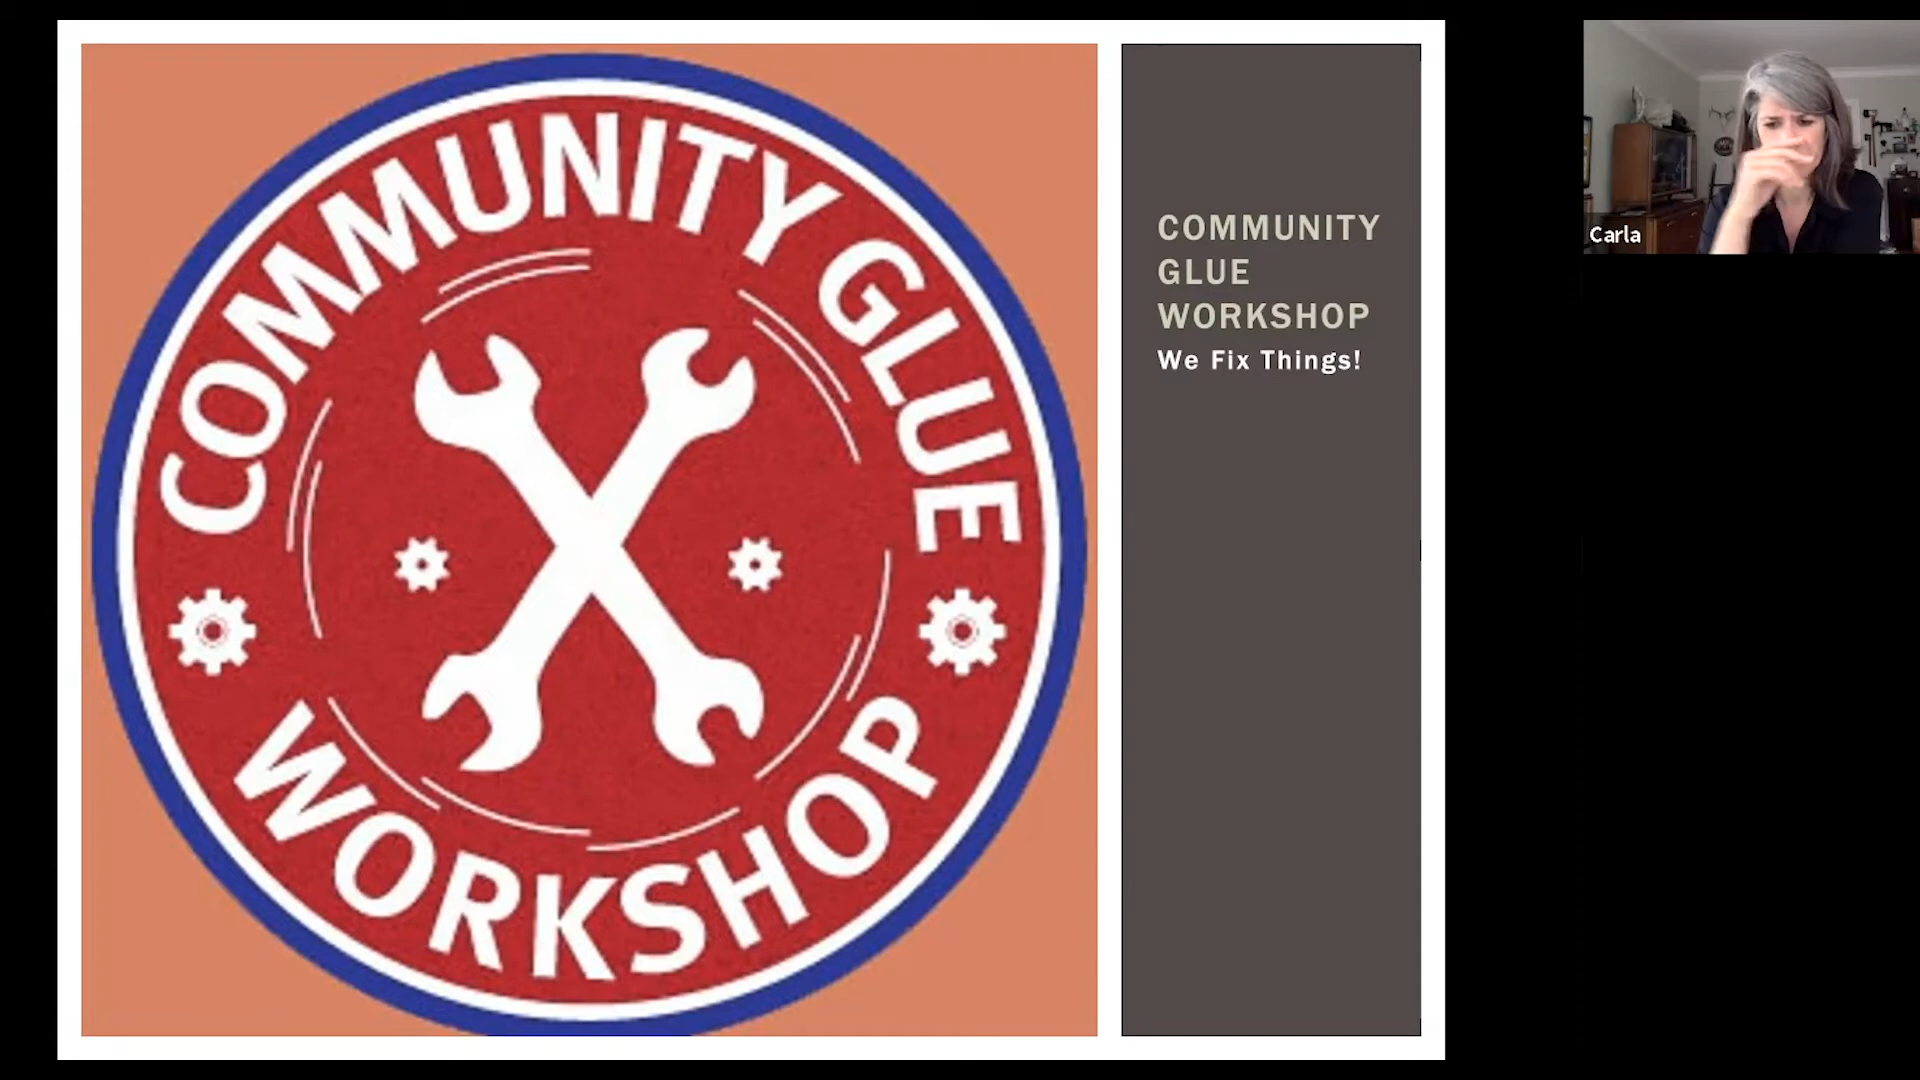 COMMUNITY GLUE
WORKSHOP
COMMUNITY
GLUE
WORKSHOP
We Fix Things!
Carla